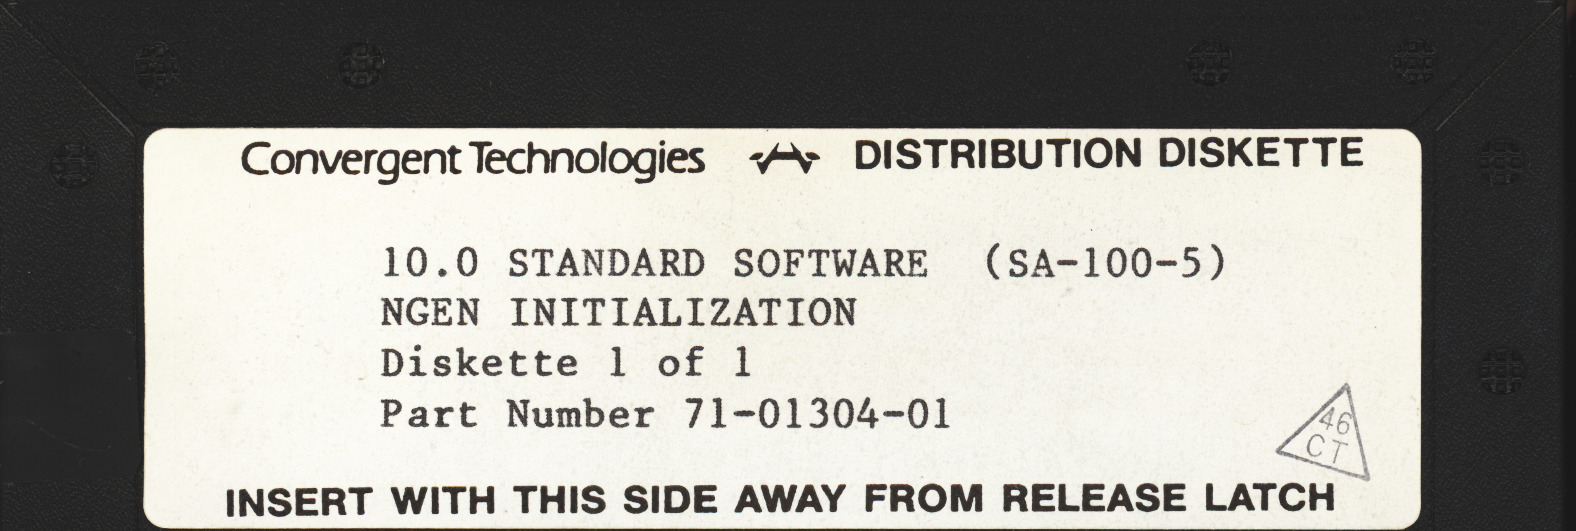 Convergent Technologies DISTRIBUTION DISKETTE
10.0 STANDARD SOFTWARE (SA-100-5)
NGEN INITIALIZATION
Diskette 1 of 1
Part Number 71-01304-01
46
CT
INSERT WITH THIS SIDE AWAY FROM RELEASE LATCH